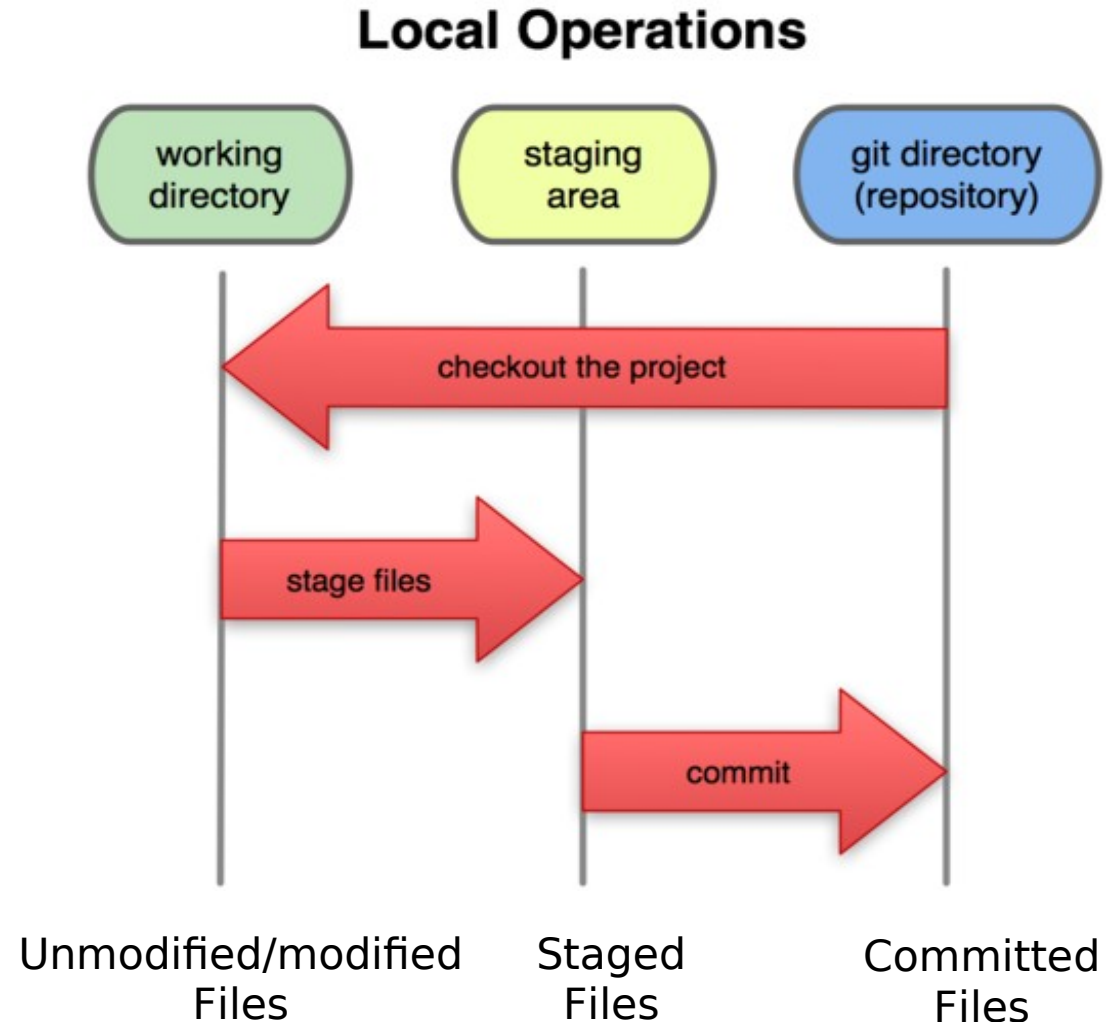 Local Operations
working
directory
staging
area
git directory
(repository)
checkout the project
stage files
commit
Unmodified/modified
Files
Staged
Files
Committed
Files